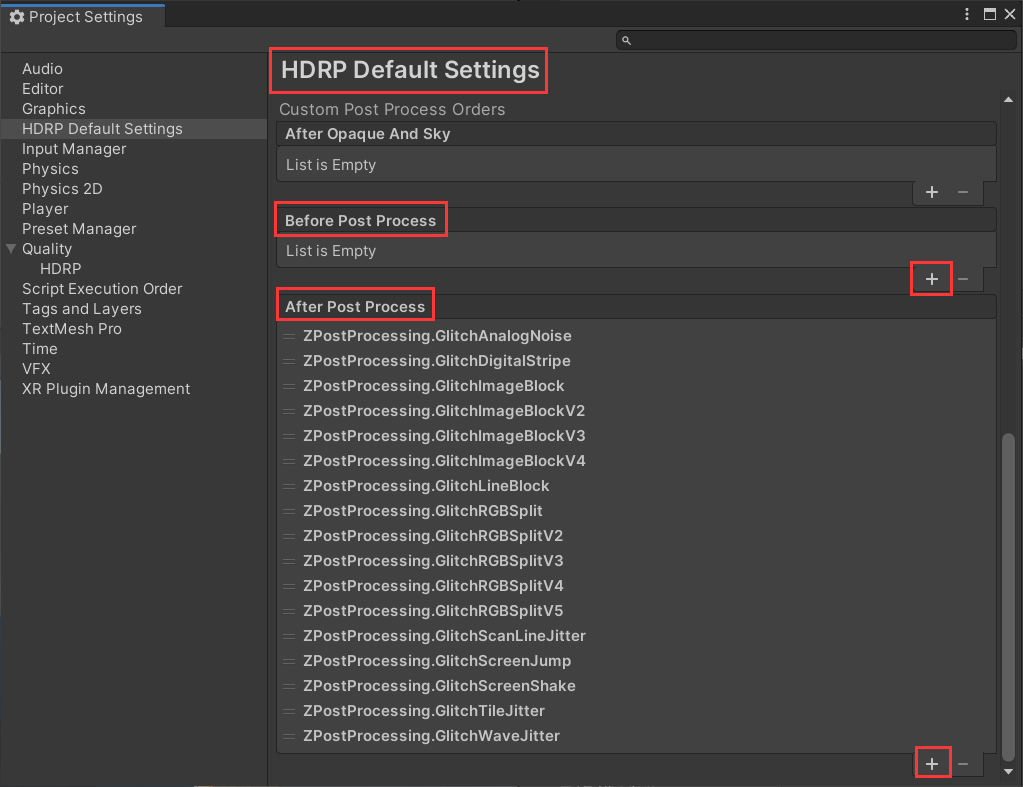 Project Settings
Audio
Editor
Graphics
HDRP Default Settings
Input Manager
Physics
Physics 2D
Player
Preset Manager
Quality
HDRP
Script Execution Order
Tags and Layers
TextMesh Pro
Time
VFX
XR Plugin Management
HDRP Default Settings
Custom Post Process Orders
After Opaque And Sky
List is Empty
+ −
Before Post Process
List is Empty
+ −
After Post Process
ZPostProcessing.GlitchAnalogNoise
ZPostProcessing.GlitchDigitalStripe
ZPostProcessing.GlitchImageBlock
ZPostProcessing.GlitchImageBlockV2
ZPostProcessing.GlitchImageBlockV3
ZPostProcessing.GlitchImageBlockV4
ZPostProcessing.GlitchLineBlock
ZPostProcessing.GlitchRGBSplit
ZPostProcessing.GlitchRGBSplitV2
ZPostProcessing.GlitchRGBSplitV3
ZPostProcessing.GlitchRGBSplitV4
ZPostProcessing.GlitchRGBSplitV5
ZPostProcessing.GlitchScanLineJitter
ZPostProcessing.GlitchScreenJump
ZPostProcessing.GlitchScreenShake
ZPostProcessing.GlitchTileJitter
ZPostProcessing.GlitchWaveJitter
+ −